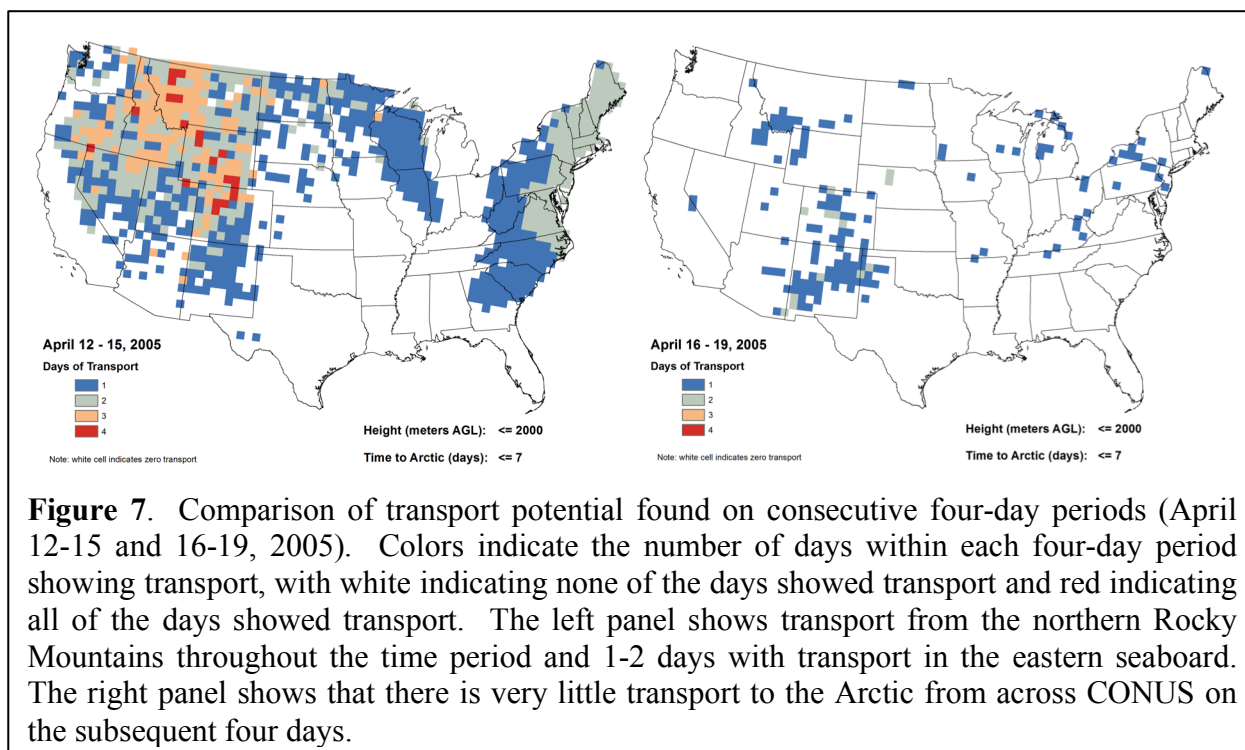 April 12 - 15, 2005
Days of Transport
1
2
3
4
Note: white cell indicates zero transport
Height (meters AGL): <= 2000
Time to Arctic (days): <= 7
April 16 - 19, 2005
Days of Transport
1
2
3
4
Note: white cell indicates zero transport
Height (meters AGL): <= 2000
Time to Arctic (days): <= 7
Figure 7. Comparison of transport potential found on consecutive four-day periods (April
12-15 and 16-19, 2005). Colors indicate the number of days within each four-day period
showing transport, with white indicating none of the days showed transport and red indicating
all of the days showed transport. The left panel shows transport from the northern Rocky
Mountains throughout the time period and 1-2 days with transport in the eastern seaboard.
The right panel shows that there is very little transport to the Arctic from across CONUS on
the subsequent four days.